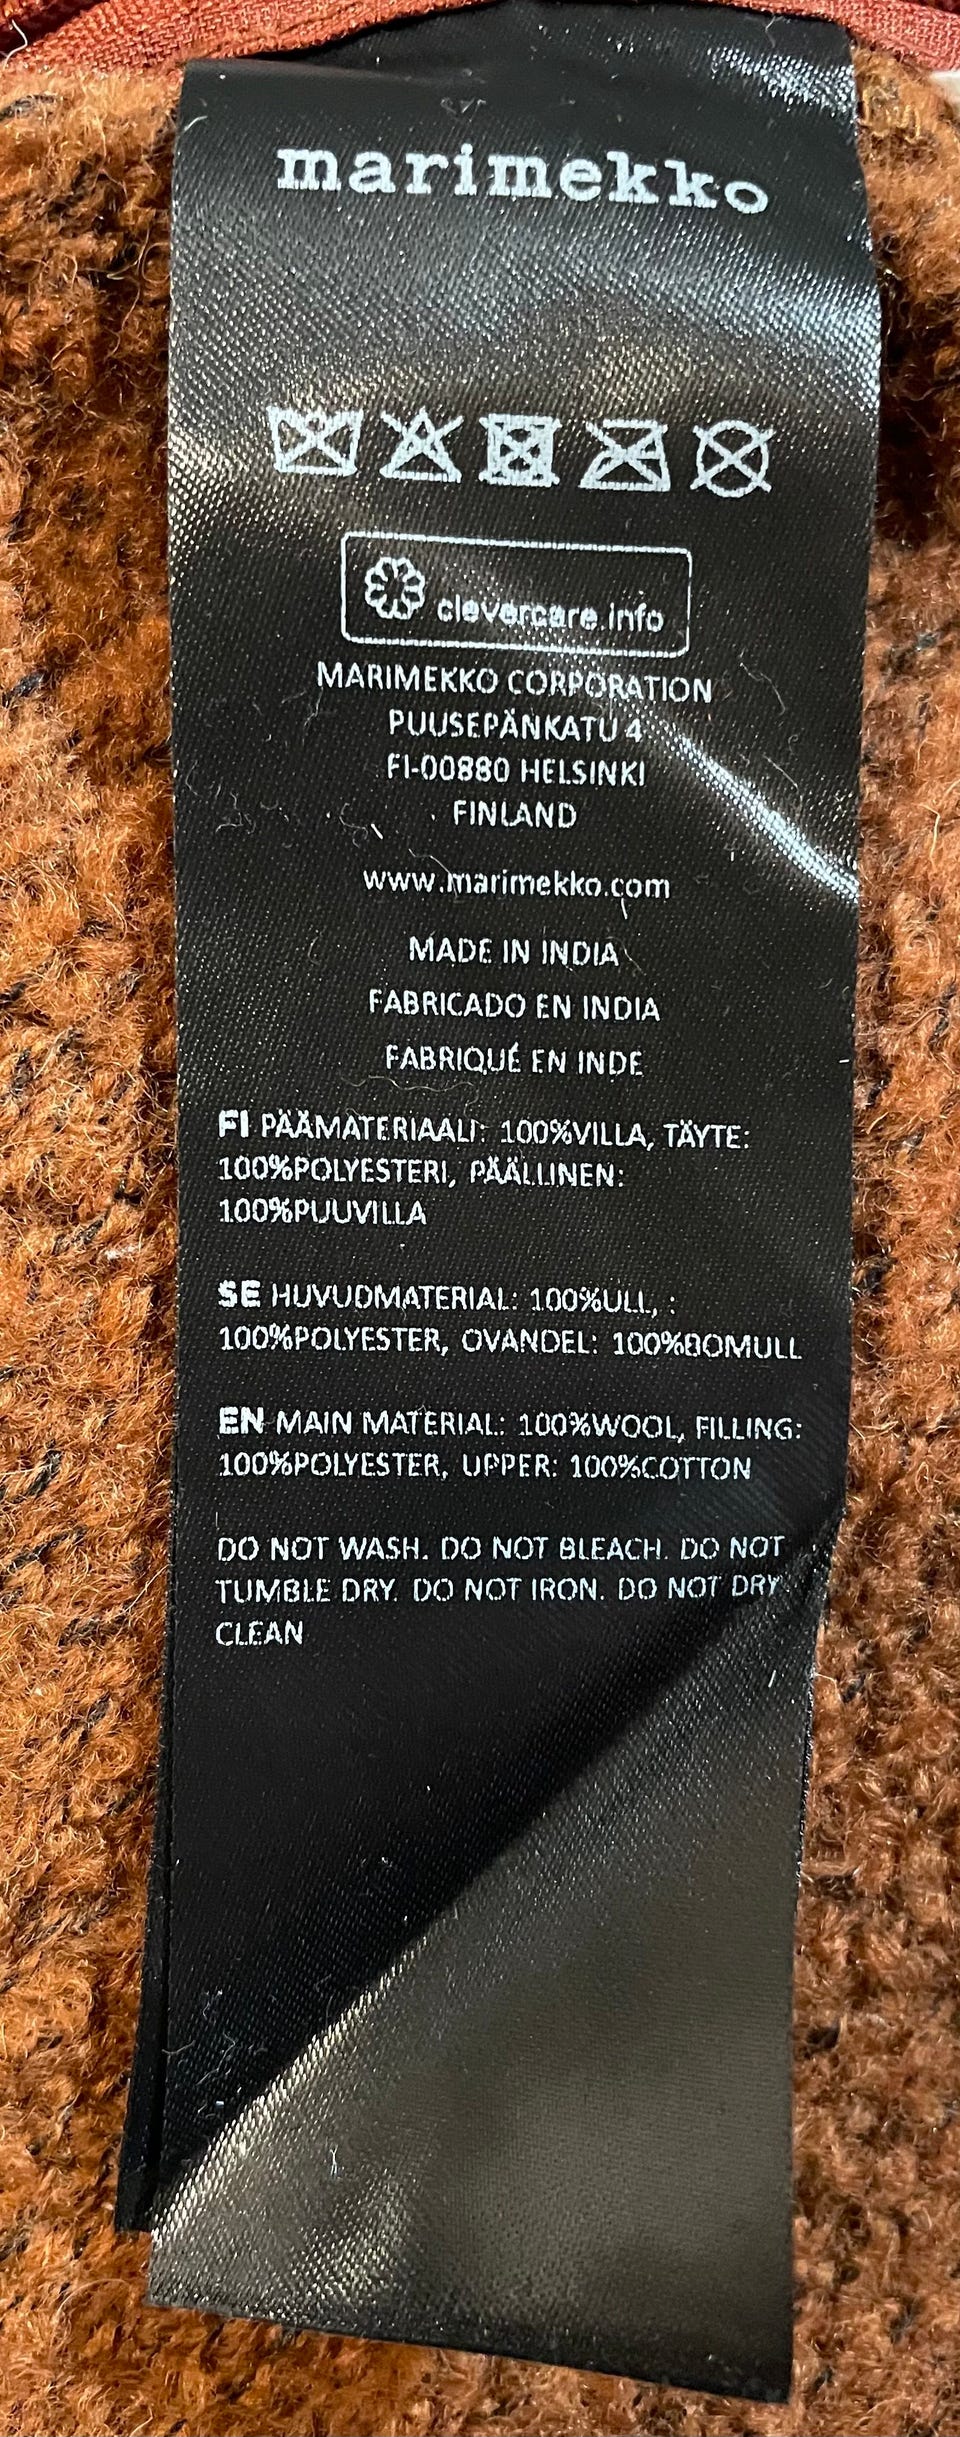 marimekko
clevercare.info
MARIMEKKO CORPORATION
PUUSEPÄNKATU 4
FI-00880 HELSINKI
FINLAND
www.marimekko.com
MADE IN INDIA
FABRICADO EN INDIA
FABRIQUÉ EN INDE
FI PÄÄMATERIAALI: 100%VILLA, TÄYTE:
100%POLYESTERI, PÄÄLLINEN:
100%PUUVILLA
SE HUVUDMATERIAL: 100%ULL, :
100%POLYESTER, OVANDEL: 100%BOMULL
EN MAIN MATERIAL: 100%WOOL, FILLING:
100%POLYESTER, UPPER: 100%COTTON
DO NOT WASH. DO NOT BLEACH. DO NOT
TUMBLE DRY. DO NOT IRON. DO NOT DRY
CLEAN